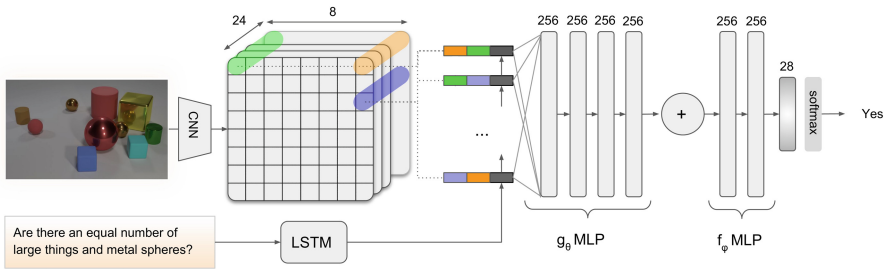 24
8
256 256 256 256
256 256
28
CNN
softmax
+
Yes
...
Are there an equal number of
large things and metal spheres?
LSTM
gθ MLP
fφ MLP